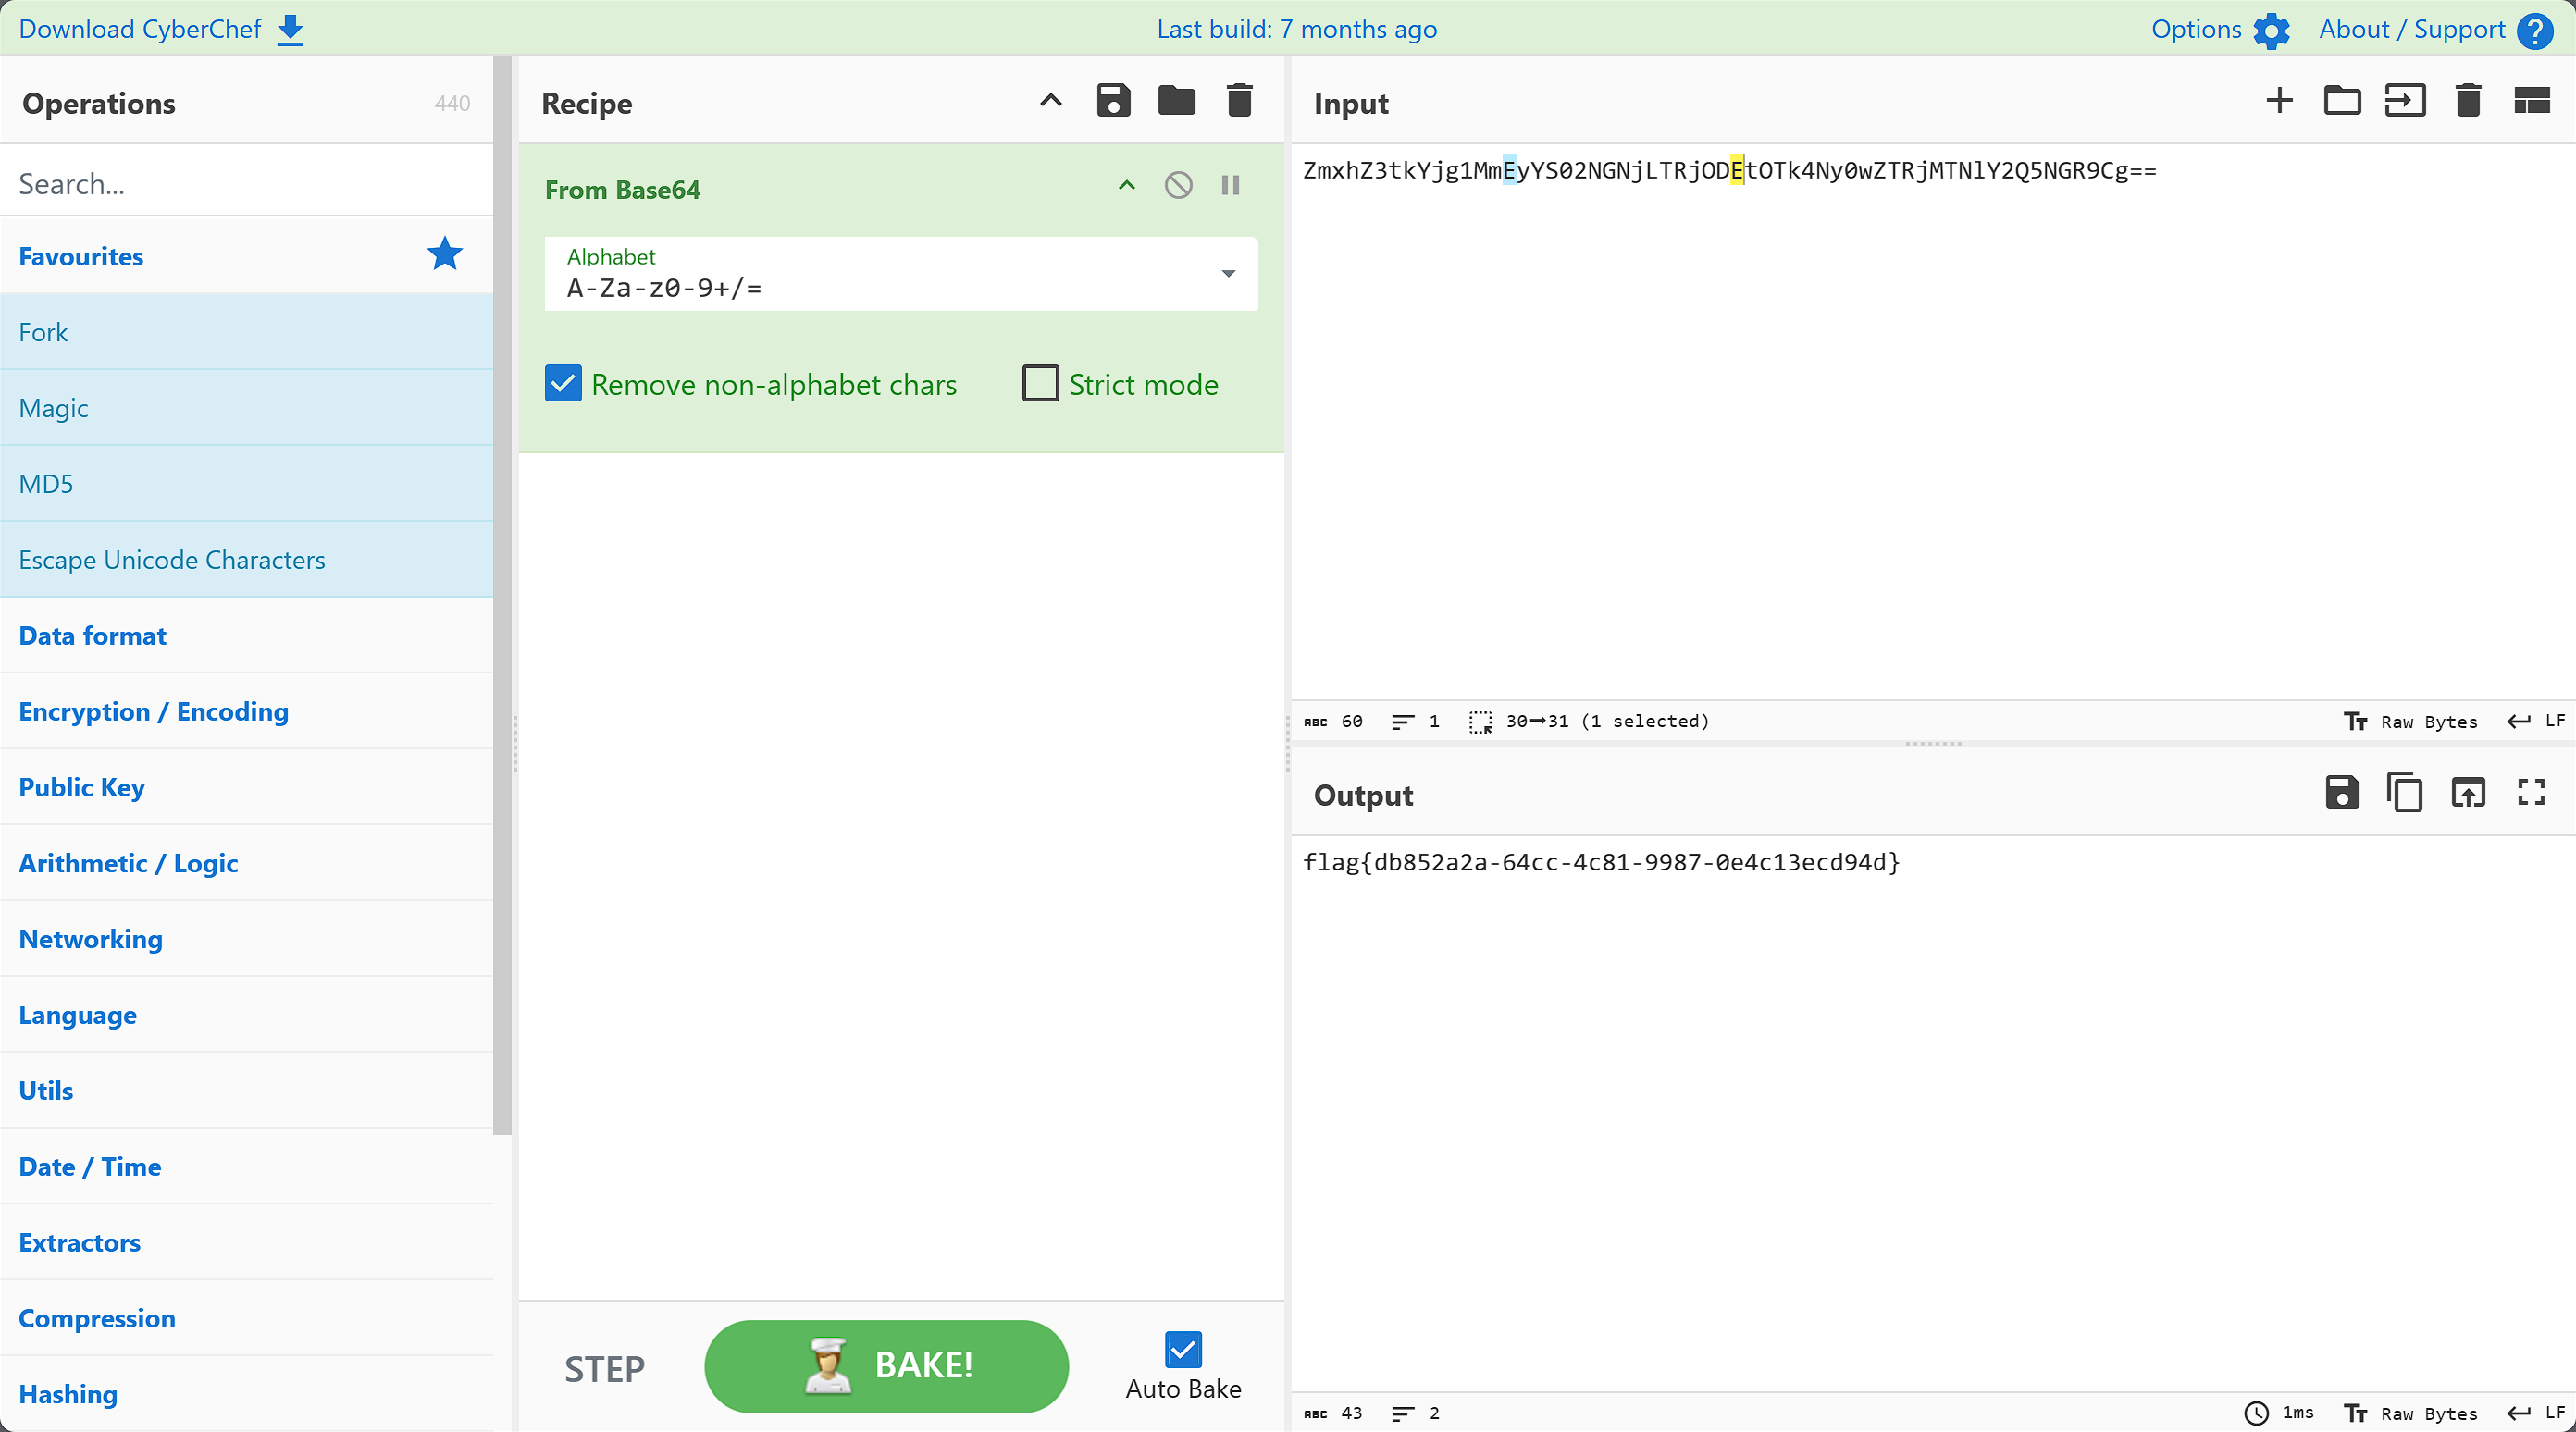 Download CyberChef
Last build: 7 months ago
Options
About / Support
Operations
440
Search...
Favourites
Fork
Magic
MD5
Escape Unicode Characters
Data format
Encryption / Encoding
Public Key
Arithmetic / Logic
Networking
Language
Utils
Date / Time
Extractors
Compression
Hashing
Recipe
From Base64
Alphabet
A-Za-z0-9+/=
Remove non-alphabet chars
Strict mode
STEP
BAKE!
Auto Bake
Input
ZmxhZ3tkYjg1MmEyYS02NGNjLTRjODEtOTk4Ny0wZTRjMTNlY2Q5NGR9Cg==
ABC 60 1 30→31 (1 selected)
Tт Raw Bytes LF
Output
flag{db852a2a-64cc-4c81-9987-0e4c13ecd94d}
ABC 43 2
1ms Tт Raw Bytes LF